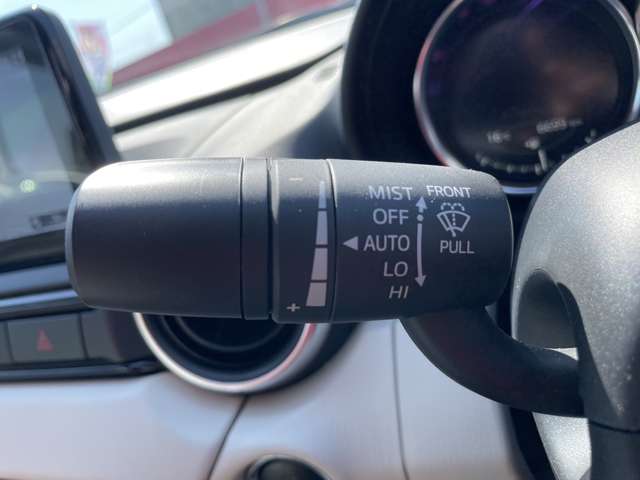 −
MIST FRONT
OFF
AUTO PULL
LO
HI
+